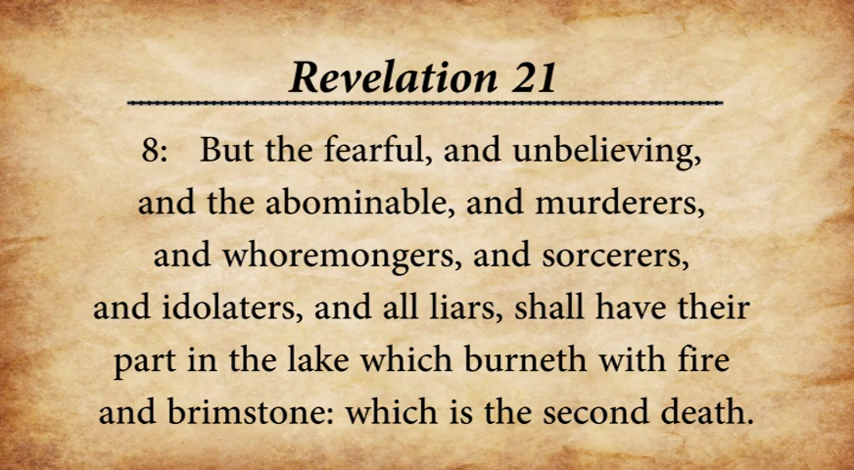 Revelation 21
8: But the fearful, and unbelieving,
and the abominable, and murderers,
and whoremongers, and sorcerers,
and idolaters, and all liars, shall have their
part in the lake which burneth with fire
and brimstone: which is the second death.